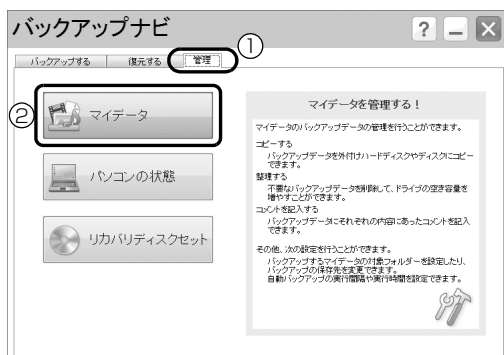 バックアップナビ
? － ×
①
バックアップする 復元する 管理
② マイデータ
パソコンの状態
リカバリディスクセット
マイデータを管理する！
マイデータのバックアップデータの管理を行うことができます。
コピーする
バックアップデータを外付けハードディスクやディスクにコピー
できます。
整理する
不要なバックアップデータを削除して、ドライブの空き容量を
増やすことができます。
コメントを記入する
バックアップデータにそれぞれの内容にあったコメントを記入
できます。
その他、次の設定を行うことができます。
バックアップするマイデータの対象フォルダーを設定したり、
バックアップの保存先を変更できます。
自動バックアップの実行間隔や実行時間を設定できます。